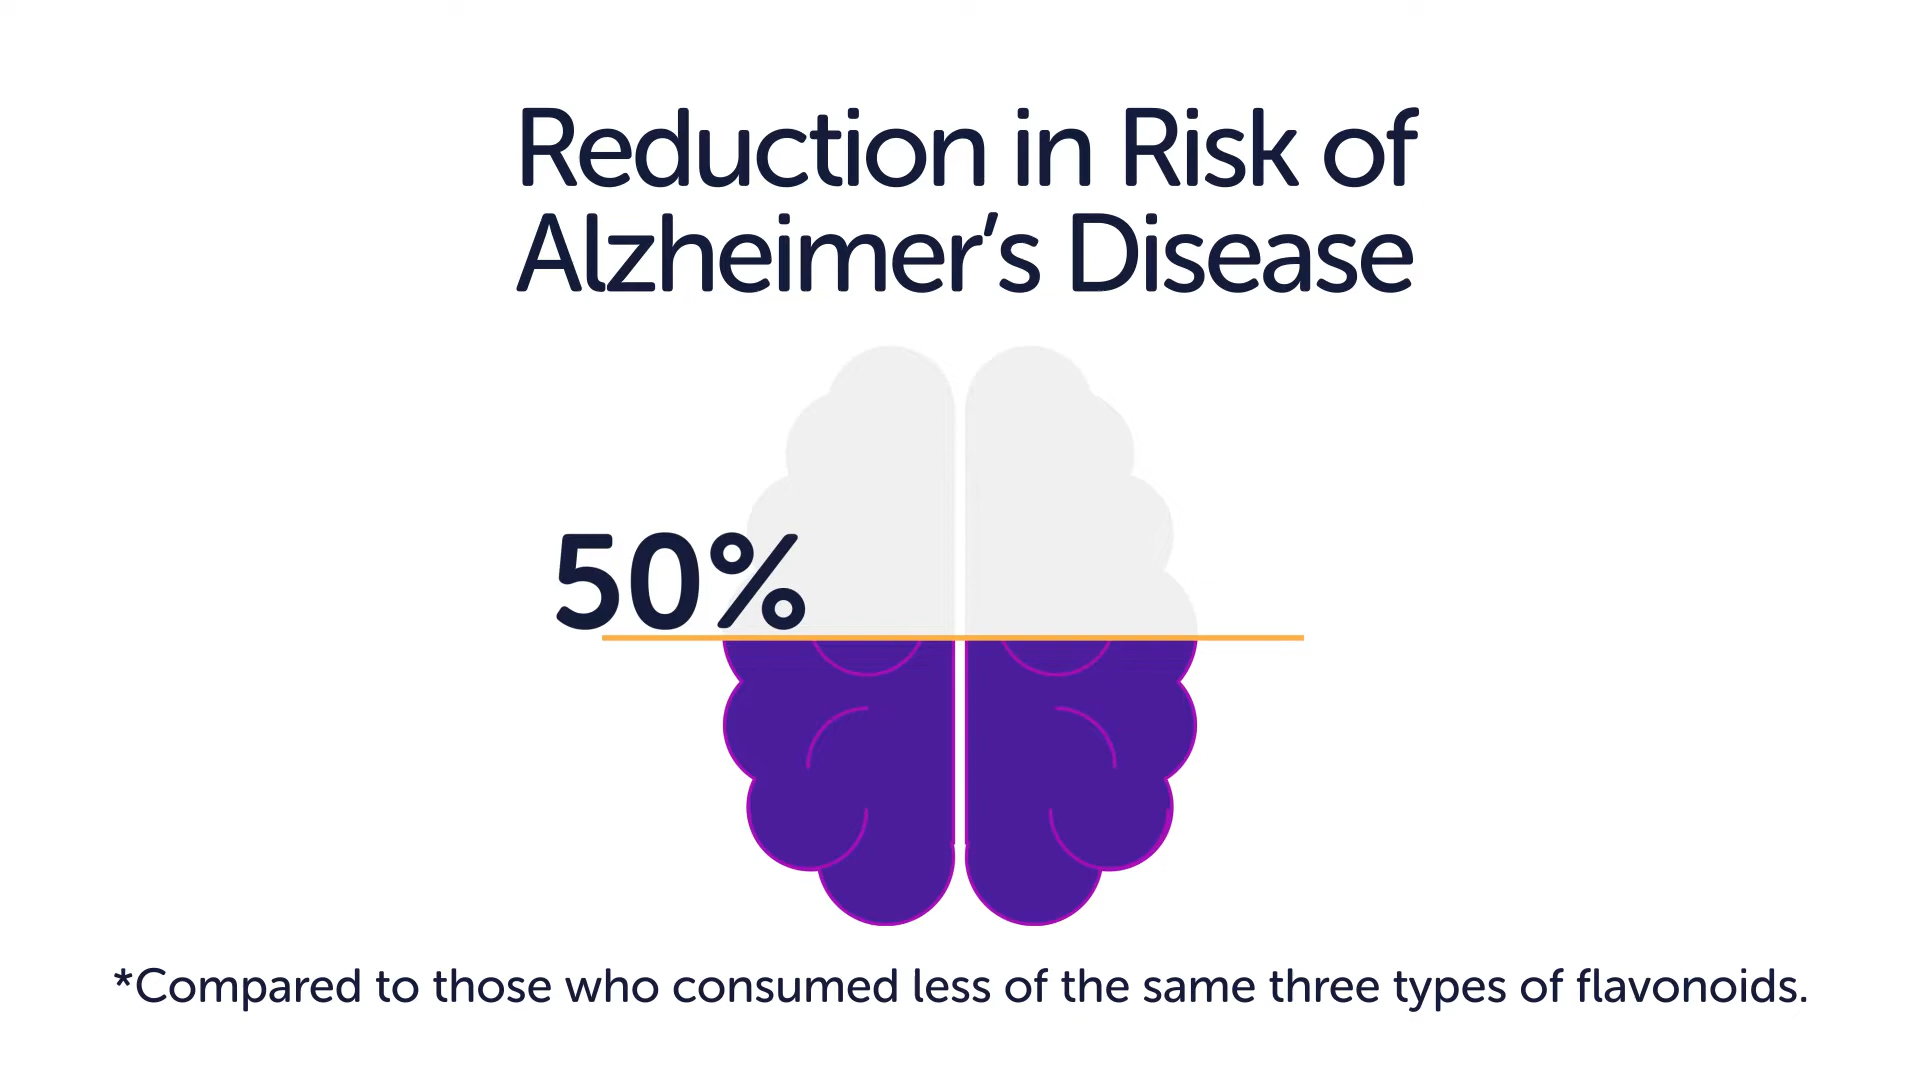 Reduction in Risk of
Alzheimer’s Disease
50%
*Compared to those who consumed less of the same three types of flavonoids.